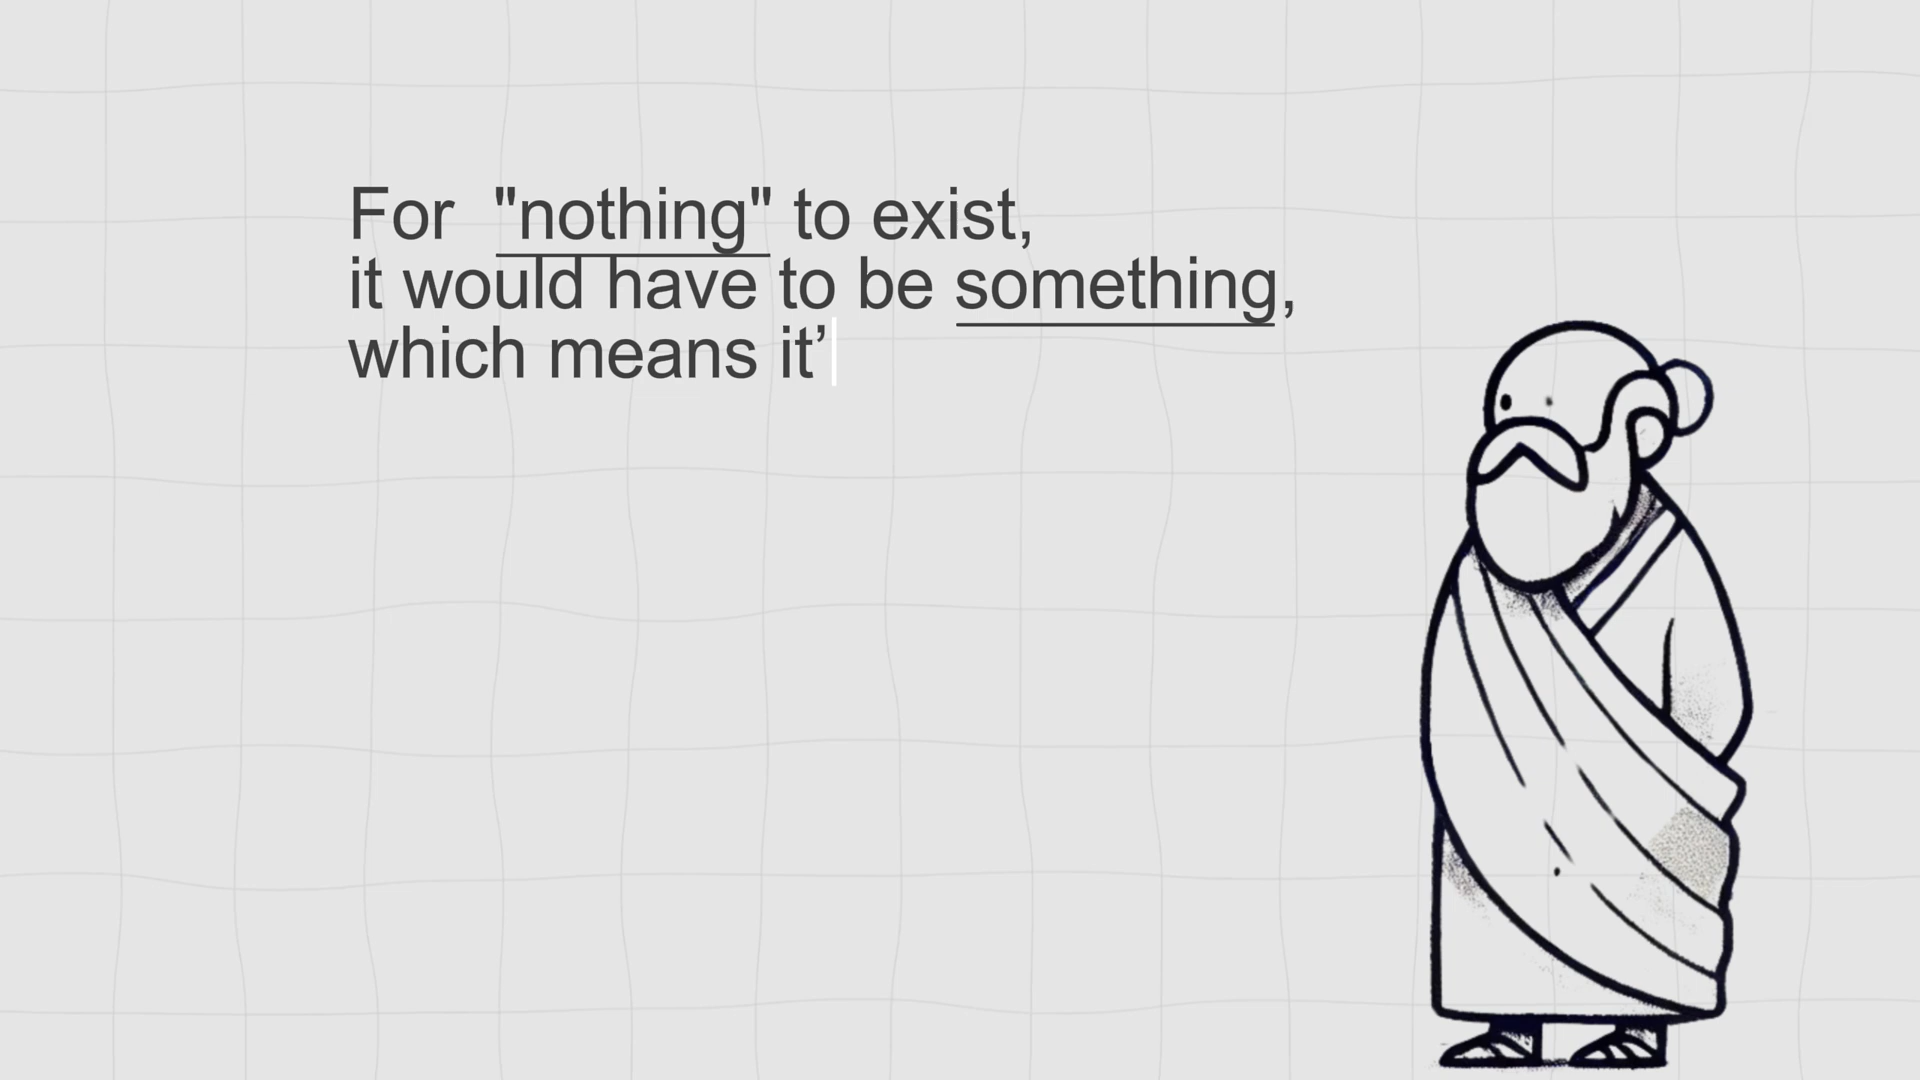 For "nothing" to exist,
it would have to be something,
which means it’